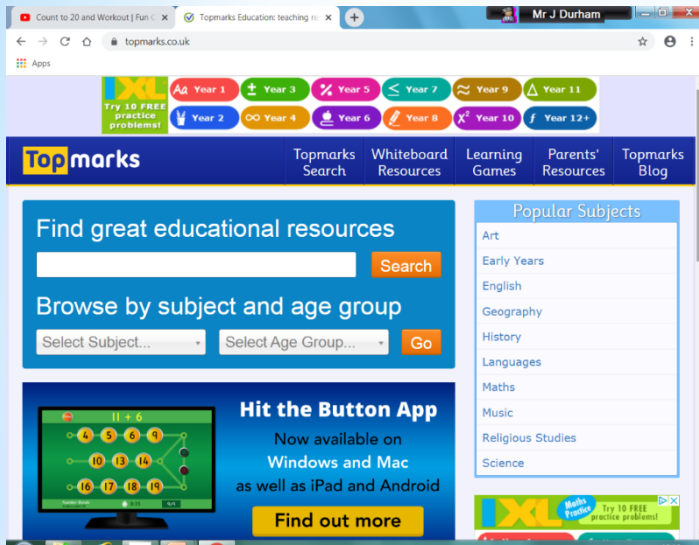 Mr J Durham
Count to 20 and Workout | Fun C
Topmarks Education: teaching re
topmarks.co.uk
Apps
IXL
Try 10 FREE
practice
problems!
Aa Year 1
± Year 3
% Year 5
≤ Year 7
≈ Year 9
△ Year 11
Year 2
∞ Year 4
Year 6
Year 8
X² Year 10
f Year 12+
Topmarks
Topmarks
Search
Whiteboard
Resources
Learning
Games
Parents'
Resources
Topmarks
Blog
Find great educational resources
Search
Browse by subject and age group
Select Subject...
Select Age Group...
Go
Popular Subjects
Art
Early Years
English
Geography
History
Languages
Maths
Music
Religious Studies
Science
11 + 6
4 5 6 9
10 13 14
16 17 18 19
Hit the Button App
Now available on
Windows and Mac
as well as iPad and Android
Find out more
IXL
Maths
Practice
Try 10 FREE
practice problems!